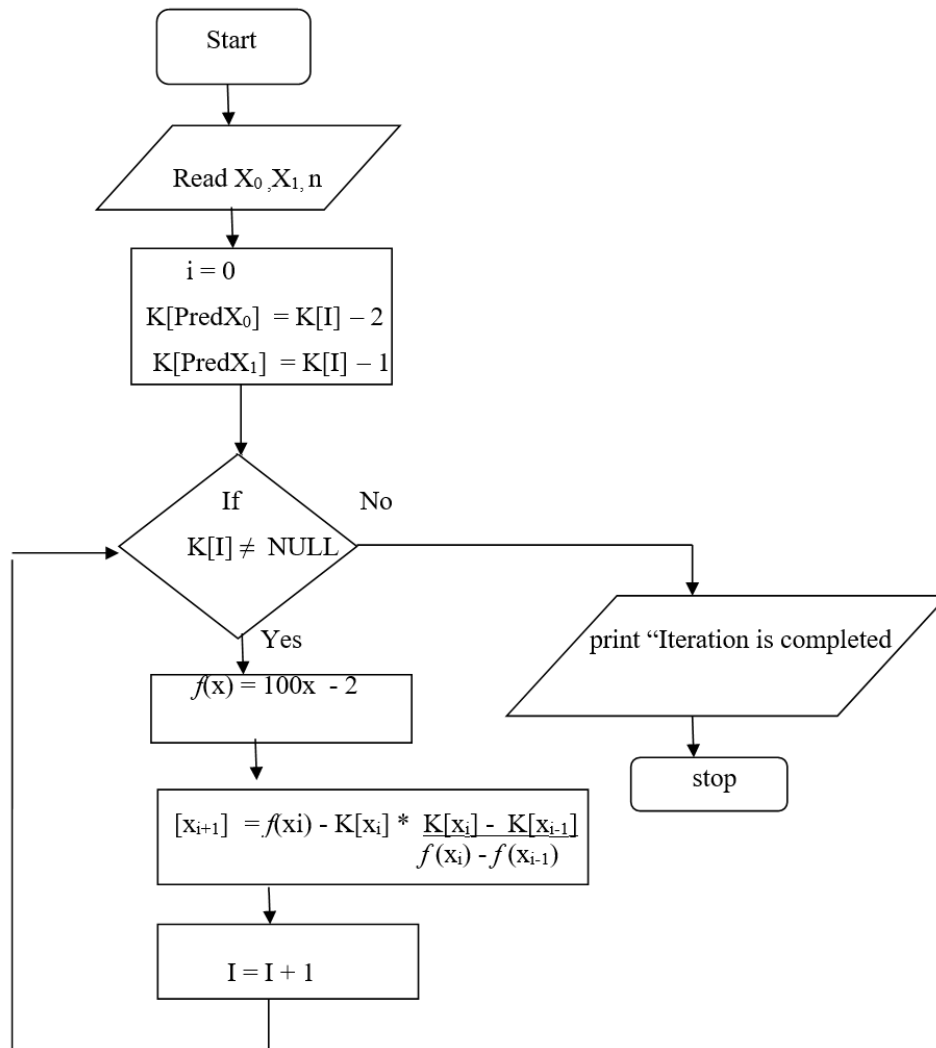 Start
Read X₀ ,X₁, n
i = 0
K[PredX₀] = K[I] – 2
K[PredX₁] = K[I] – 1
If
No
K[I] ≠ NULL
Yes
print “Iteration is completed
f(x) = 100x - 2
stop
[xᵢ₊₁] = f(xi) - K[xᵢ] * K[xᵢ] - K[xᵢ₋₁]
f (xᵢ) - f (xᵢ₋₁)
I = I + 1